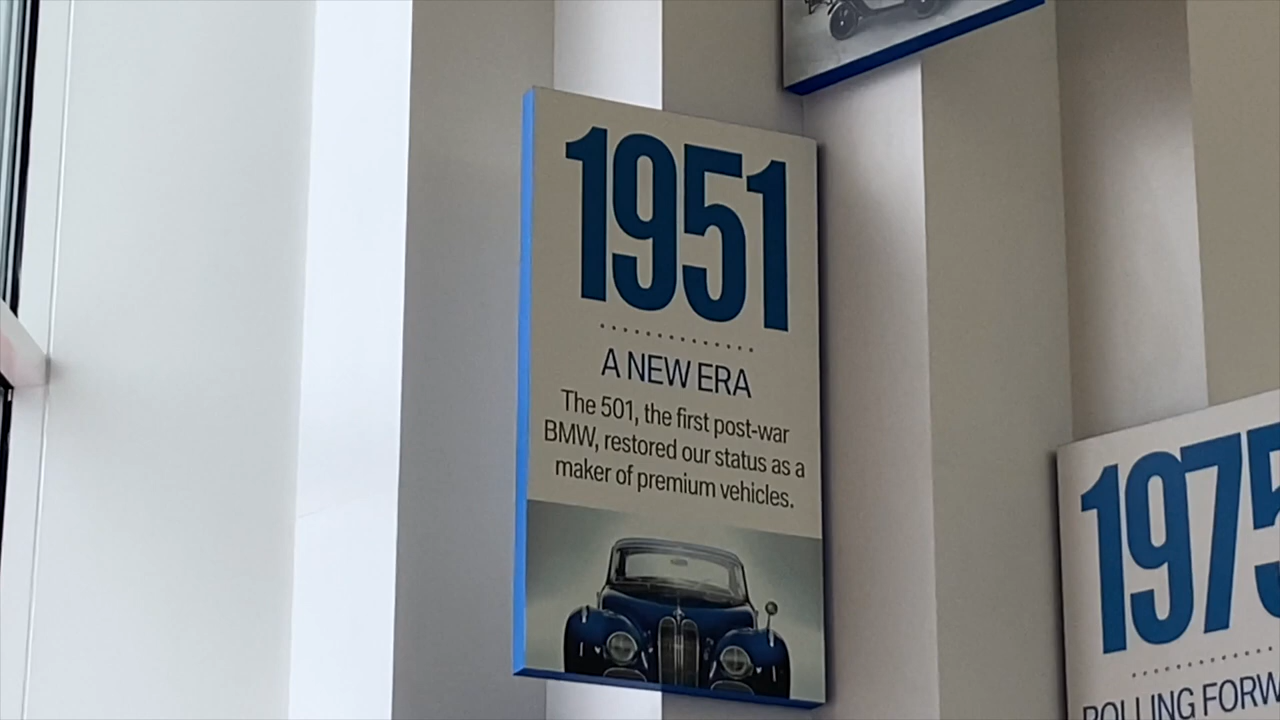 1951
A NEW ERA
The 501, the first post-war
BMW, restored our status as a
maker of premium vehicles.
1975
ROLLING FORW